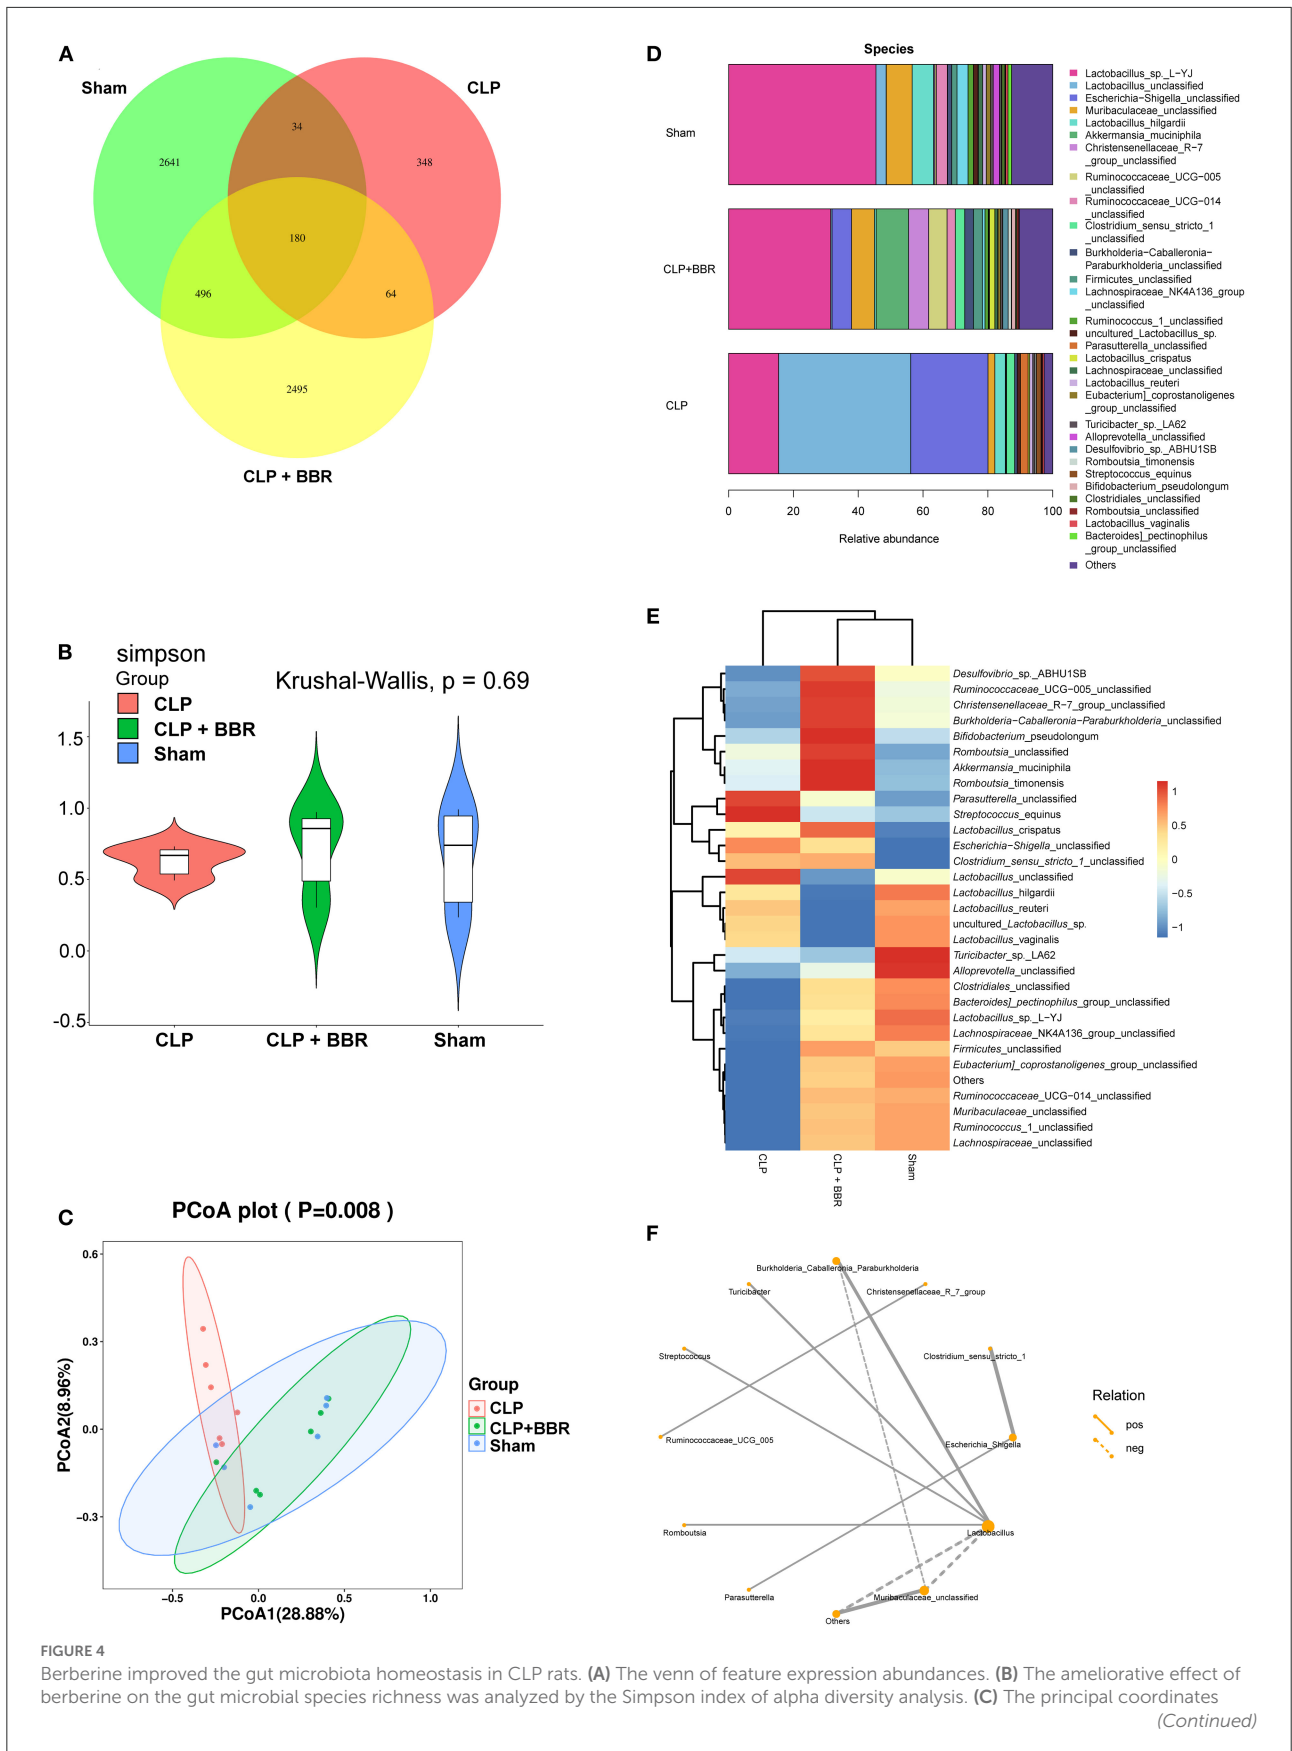 A
Sham
CLP
34
2641
348
180
496
64
2495
CLP + BBR
D
Species
Sham
CLP+BBR
CLP
0
20
40
60
80
100
Relative abundance
Lactobacillus_sp._L−YJ
Lactobacillus_unclassified
Escherichia−Shigella_unclassified
Muribaculaceae_unclassified
Lactobacillus_hilgardii
Akkermansia_muciniphila
Christensenellaceae_R−7
_group_unclassified
Ruminococcaceae_UCG−005
_unclassified
Ruminococcaceae_UCG−014
_unclassified
Clostridium_sensu_stricto_1
_unclassified
Burkholderia−Caballeronia−
Paraburkholderia_unclassified
Firmicutes_unclassified
Lachnospiraceae_NK4A136_group
_unclassified
Ruminococcus_1_unclassified
uncultured_Lactobacillus_sp.
Parasutterella_unclassified
Lactobacillus_crispatus
Lachnospiraceae_unclassified
Lactobacillus_reuteri
Eubacterium]_coprostanoligenes
_group_unclassified
Turicibacter_sp._LA62
Alloprevotella_unclassified
Desulfovibrio_sp._ABHU1SB
Romboutsia_timonensis
Streptococcus_equinus
Bifidobacterium_pseudolongum
Clostridiales_unclassified
Romboutsia_unclassified
Lactobacillus_vaginalis
Bacteroides]_pectinophilus
_group_unclassified
Others
B
simpson
Group
CLP
CLP + BBR
Sham
Krushal-Wallis, p = 0.69
1.5
1.0
0.5
0.0
-0.5
CLP
CLP + BBR
Sham
E
Desulfovibrio_sp._ABHU1SB
Ruminococcaceae_UCG−005_unclassified
Christensenellaceae_R−7_group_unclassified
Burkholderia−Caballeronia−Paraburkholderia_unclassified
Bifidobacterium_pseudolongum
Romboutsia_unclassified
Akkermansia_muciniphila
Romboutsia_timonensis
Parasutterella_unclassified
Streptococcus_equinus
Lactobacillus_crispatus
Escherichia−Shigella_unclassified
Clostridium_sensu_stricto_1_unclassified
Lactobacillus_unclassified
Lactobacillus_hilgardii
Lactobacillus_reuteri
uncultured_Lactobacillus_sp.
Lactobacillus_vaginalis
Turicibacter_sp._LA62
Alloprevotella_unclassified
Clostridiales_unclassified
Bacteroides]_pectinophilus_group_unclassified
Lactobacillus_sp._L−YJ
Lachnospiraceae_NK4A136_group_unclassified
Firmicutes_unclassified
Eubacterium]_coprostanoligenes_group_unclassified
Others
Ruminococcaceae_UCG−014_unclassified
Muribaculaceae_unclassified
Ruminococcus_1_unclassified
Lachnospiraceae_unclassified
CLP
CLP + BBR
Sham
1
0.5
0
−0.5
−1
C
PCoA plot ( P=0.008 )
0.6
0.3
0.0
−0.3
PCoA2(8.96%)
−0.5
0.0
0.5
1.0
PCoA1(28.88%)
Group
CLP
CLP+BBR
Sham
F
Burkholderia_Caballeronia_Paraburkholderia
Turicibacter
Christensenellaceae_R_7_group
Streptococcus
Clostridium_sensu_stricto_1
Ruminococcaceae_UCG_005
Escherichia_Shigella
Romboutsia
Lactobacillus
Parasutterella
Muribaculaceae_unclassified
Others
Relation
pos
neg
FIGURE 4
Berberine improved the gut microbiota homeostasis in CLP rats. (A) The venn of feature expression abundances. (B) The ameliorative effect of
berberine on the gut microbial species richness was analyzed by the Simpson index of alpha diversity analysis. (C) The principal coordinates
(Continued)